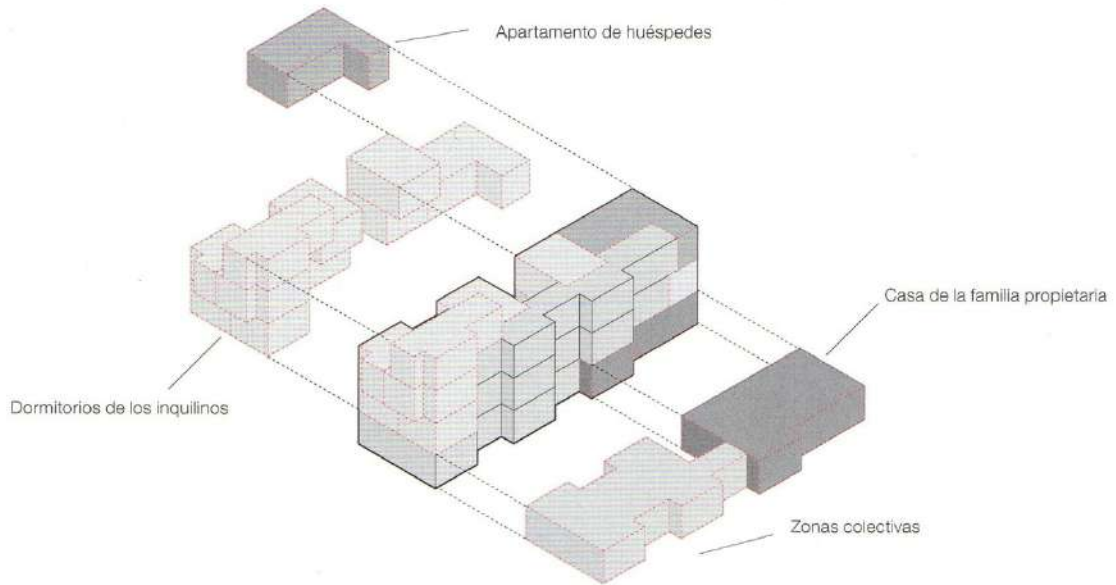 Apartamento de huéspedes
Casa de la familia propietaria
Dormitorios de los inquilinos
Zonas colectivas